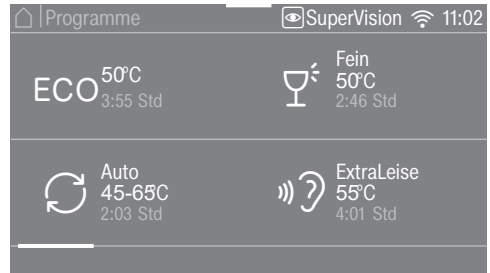 Programme
SuperVision 11:02
ECO 50°C
3:55 Std
Fein
50°C
2:46 Std
Auto
45-65°C
2:03 Std
ExtraLeise
55°C
4:01 Std